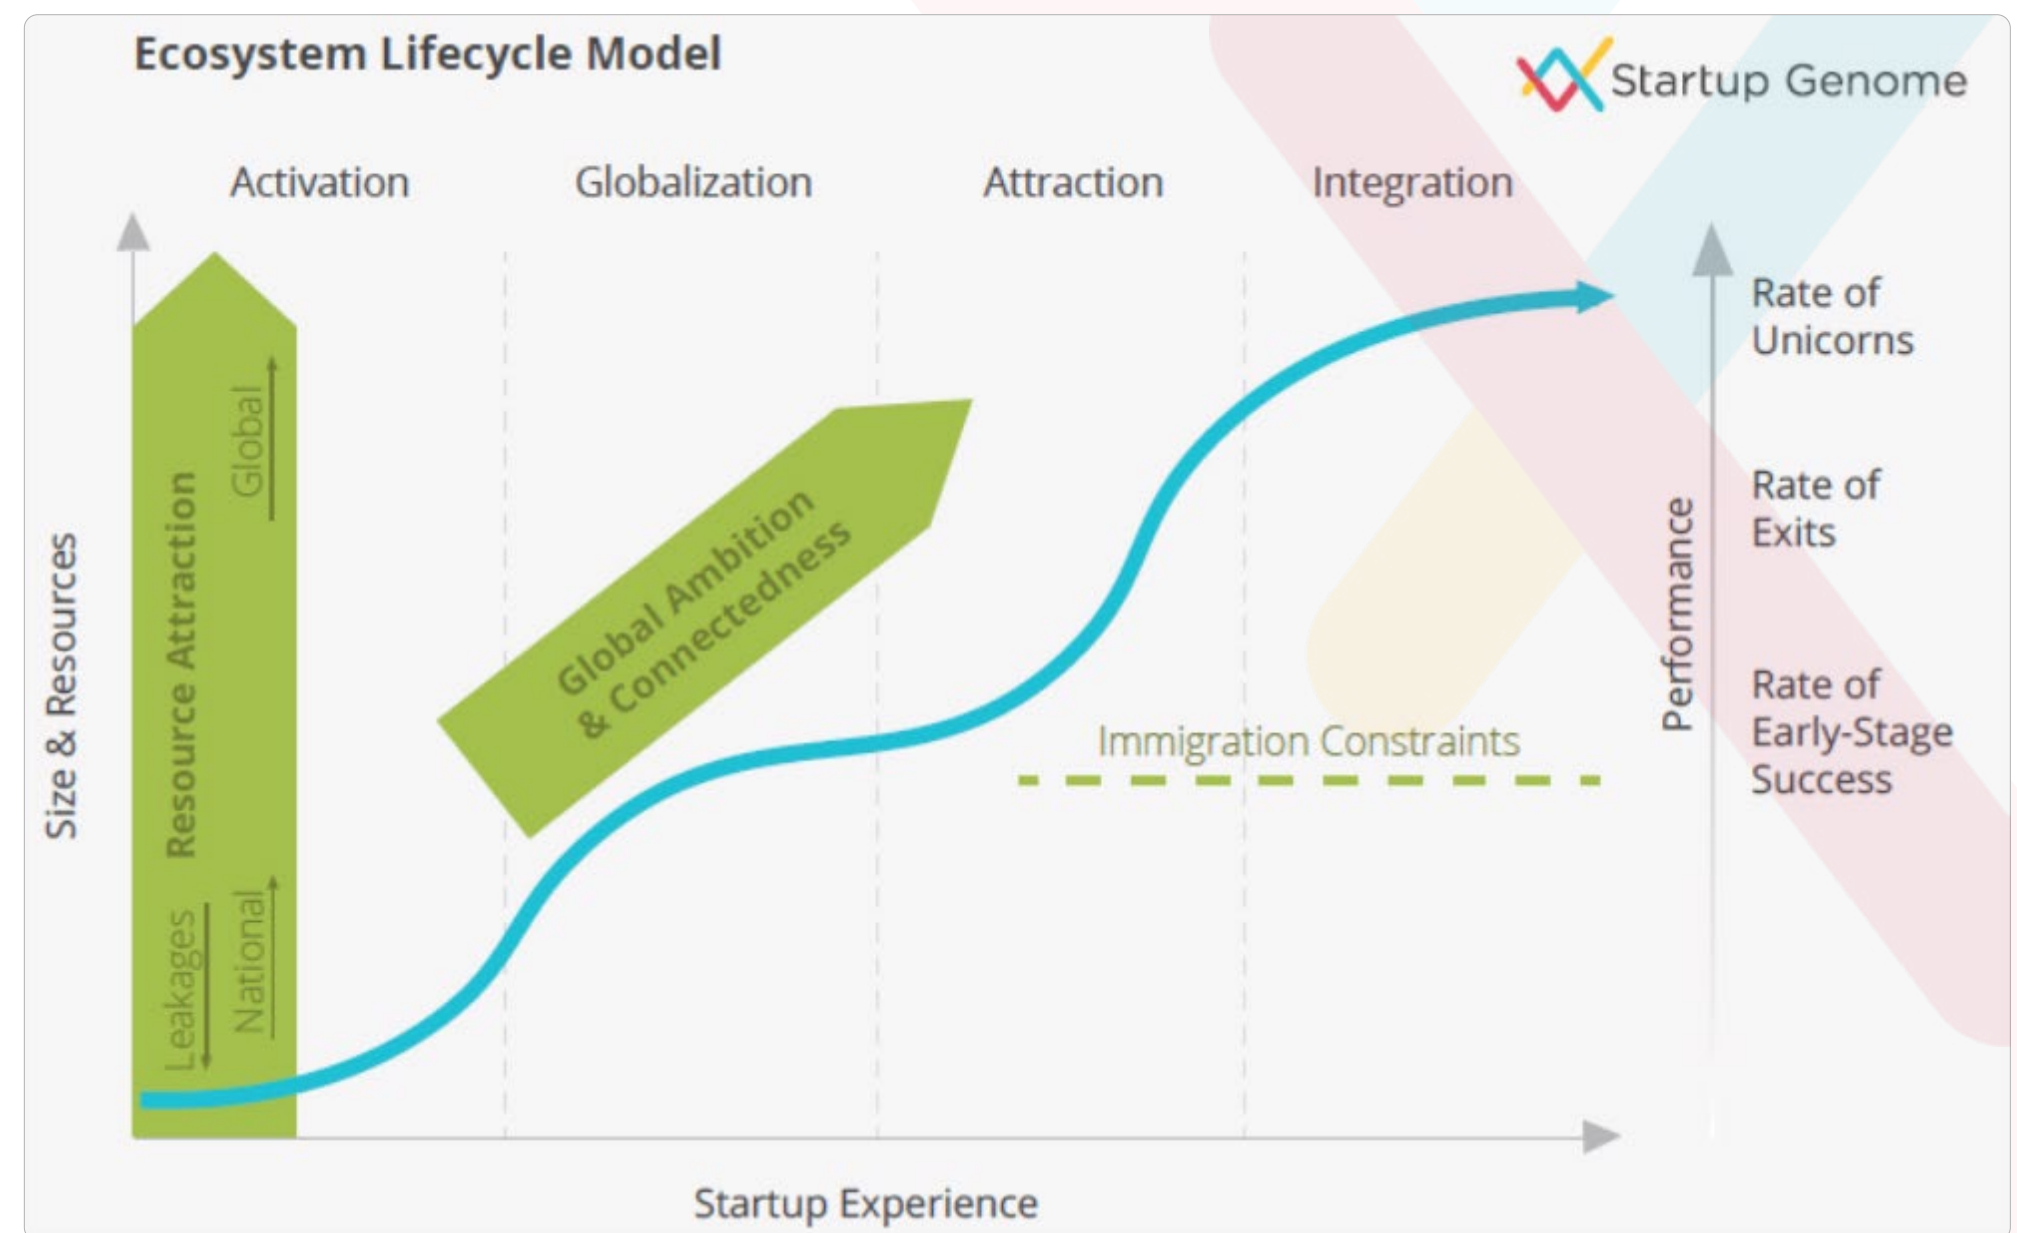 Ecosystem Lifecycle Model
Startup Genome
Activation
Globalization
Attraction
Integration
Size & Resources
Resource Attraction
Global
Leakages
National
Global Ambition
& Connectedness
Immigration Constraints
Performance
Rate of
Unicorns
Rate of
Exits
Rate of
Early-Stage
Success
Startup Experience